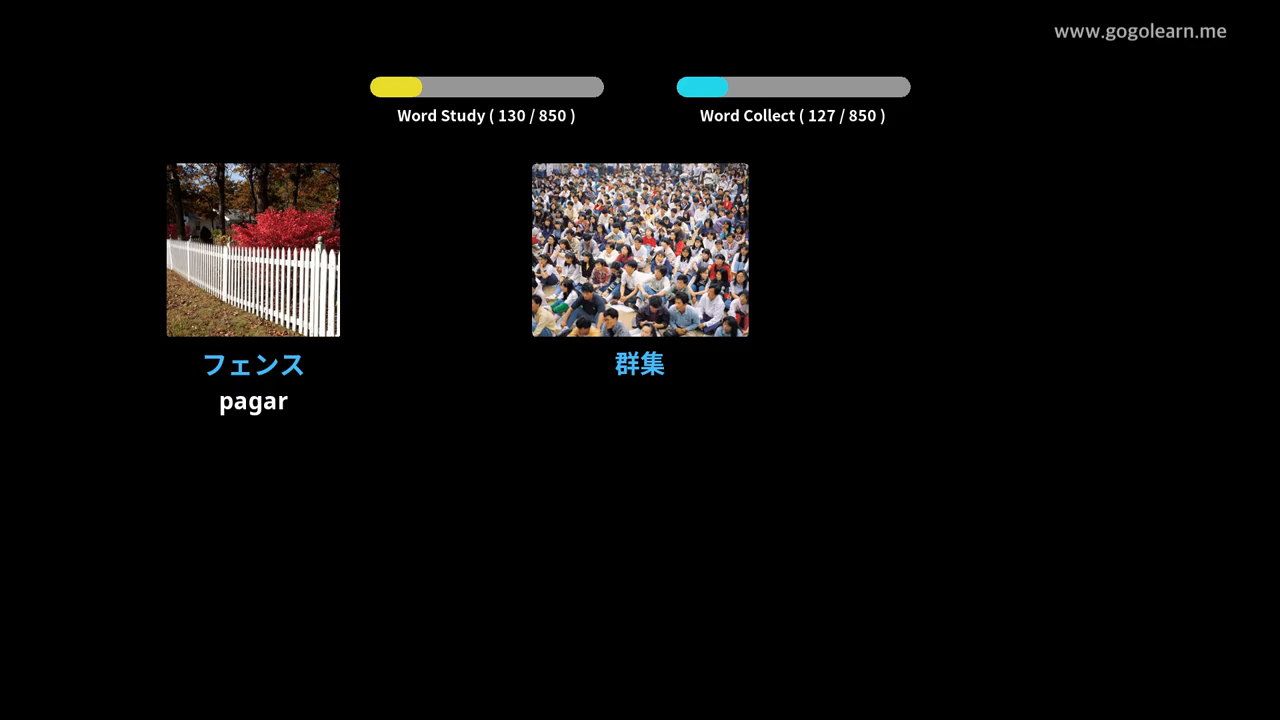 www.gogolearn.me
Word Study ( 130 / 850 )
Word Collect ( 127 / 850 )
フェンス
pagar
群集